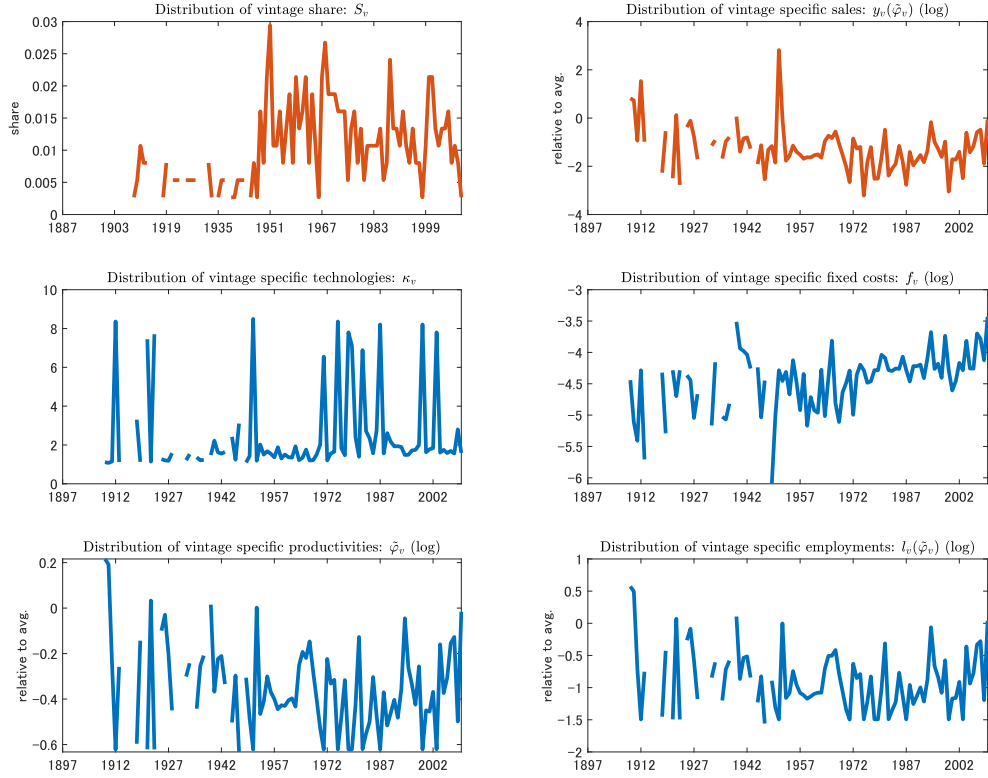 Distribution of vintage share: S_v
0.03
0.025
0.02
0.015
0.01
0.005
0
share
1887 1903 1919 1935 1951 1967 1983 1999
Distribution of vintage specific sales: y_v(φ̃_v) (log)
4
2
0
−2
−4
relative to avg.
1897 1912 1927 1942 1957 1972 1987 2002
Distribution of vintage specific technologies: κ_v
10
8
6
4
2
0
1897 1912 1927 1942 1957 1972 1987 2002
Distribution of vintage specific fixed costs: f_v (log)
−3
−3.5
−4
−4.5
−5
−5.5
−6
1897 1912 1927 1942 1957 1972 1987 2002
Distribution of vintage specific productivities: φ̃_v (log)
0.2
0
−0.2
−0.4
−0.6
relative to avg.
1897 1912 1927 1942 1957 1972 1987 2002
Distribution of vintage specific employments: l_v(φ̃_v) (log)
1
0.5
0
−0.5
−1
−1.5
−2
relative to avg.
1897 1912 1927 1942 1957 1972 1987 2002